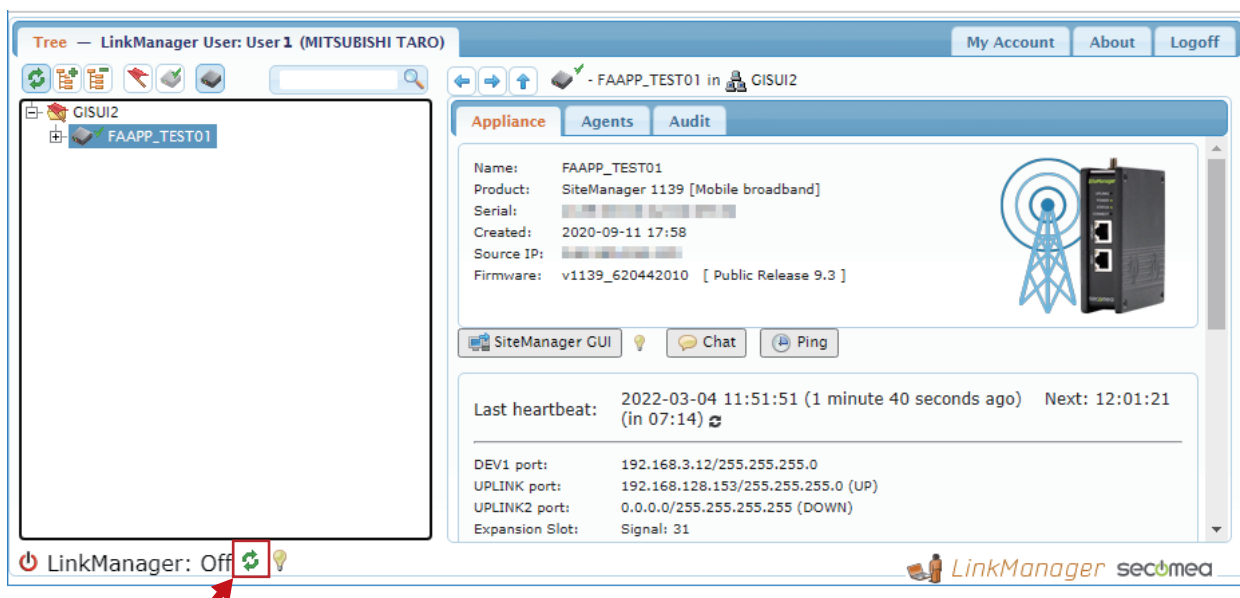 Tree — LinkManager User: User 1 (MITSUBISHI TARO)
My Account
About
Logoff
- FAAPP_TEST01 in GISUI2
GISUI2
FAAPP_TEST01
Appliance
Agents
Audit
Name: FAAPP_TEST01
Product: SiteManager 1139 [Mobile broadband]
Serial:
Created: 2020-09-11 17:58
Source IP:
Firmware: v1139_620442010 [ Public Release 9.3 ]
SiteManager GUI
Chat
Ping
Last heartbeat: 2022-03-04 11:51:51 (1 minute 40 seconds ago) Next: 12:01:21
(in 07:14)
DEV1 port: 192.168.3.12/255.255.255.0
UPLINK port: 192.168.128.153/255.255.255.0 (UP)
UPLINK2 port: 0.0.0.0/255.255.255.255 (DOWN)
Expansion Slot: Signal: 31
LinkManager: Off
LinkManager secomea